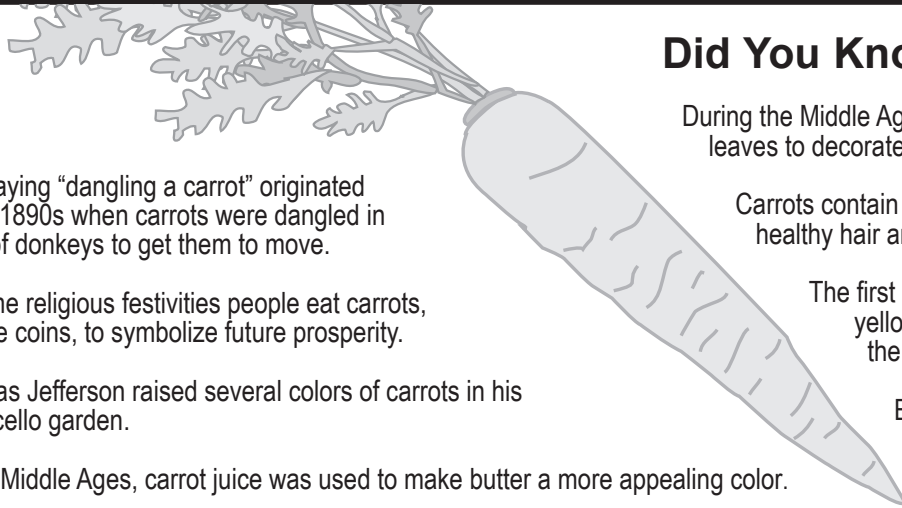 Did You Kno
aying “dangling a carrot” originated
1890s when carrots were dangled in
of donkeys to get them to move.
me religious festivities people eat carrots,
e coins, to symbolize future prosperity.
as Jefferson raised several colors of carrots in his
cello garden.
Middle Ages, carrot juice was used to make butter a more appealing color.
During the Middle Ag
leaves to decorate
Carrots contain
healthy hair a
The first
yello
the